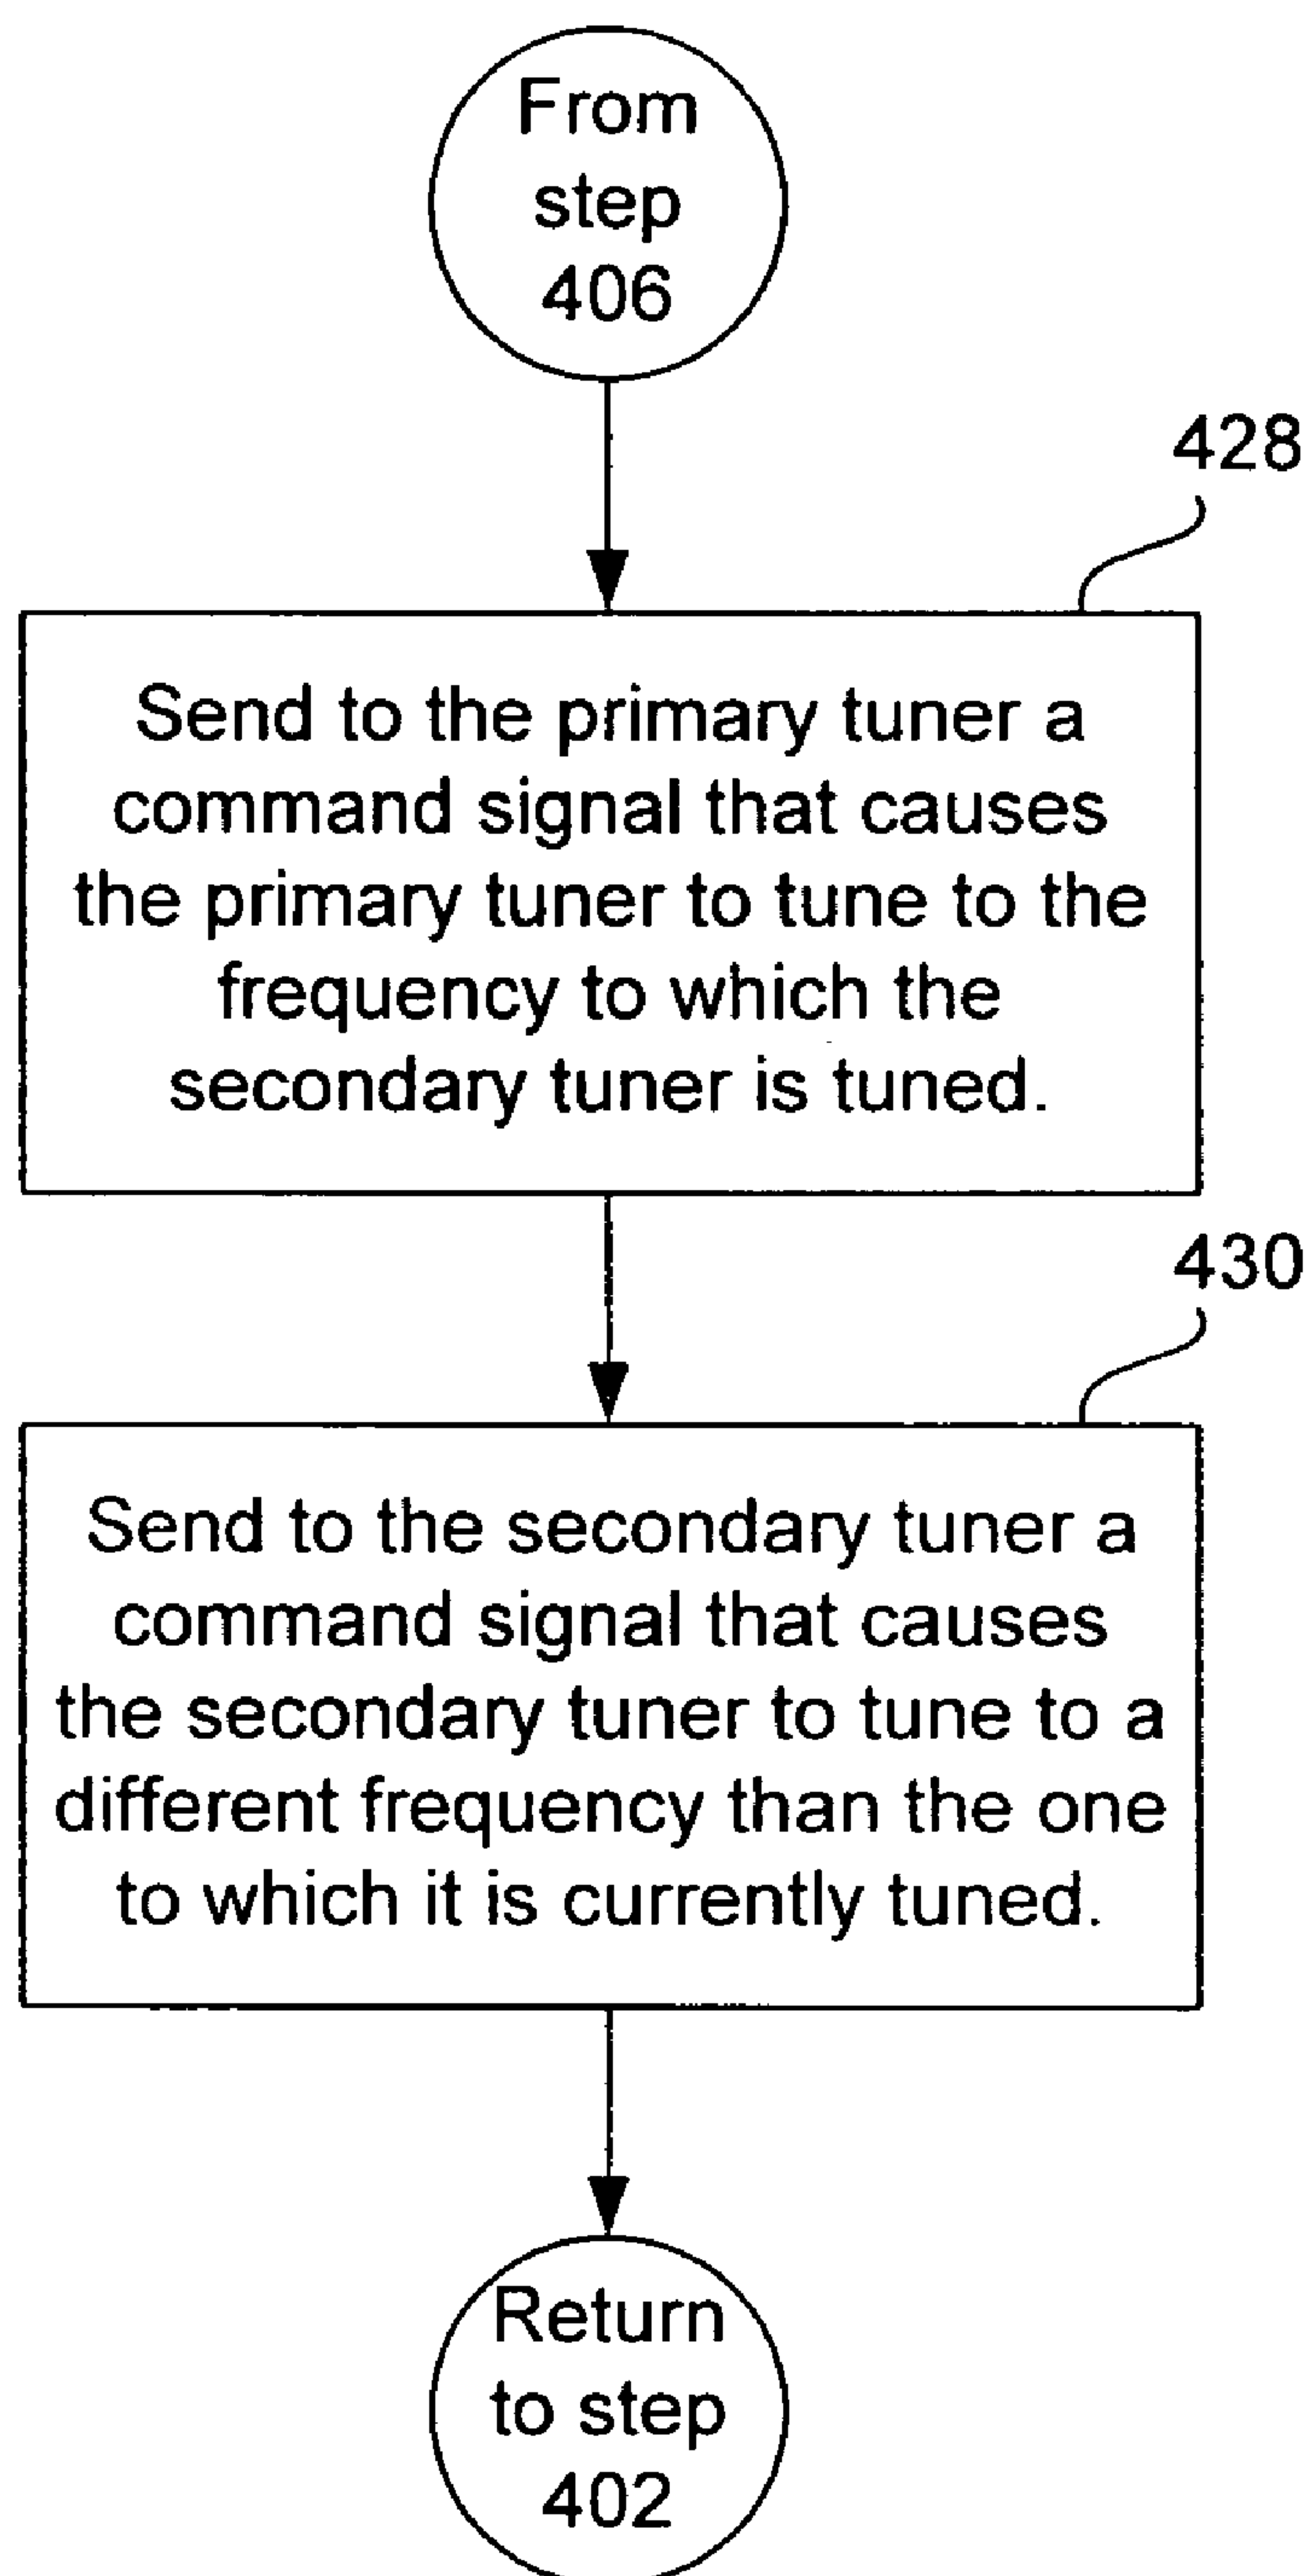 From
step
406
428
Send to the primary tuner a
command signal that causes
the primary tuner to tune to the
frequency to which the
secondary tuner is tuned.
430
Send to the secondary tuner a
command signal that causes
the secondary tuner to tune to a
different frequency than the one
to which it is currently tuned.
Return
to step
402